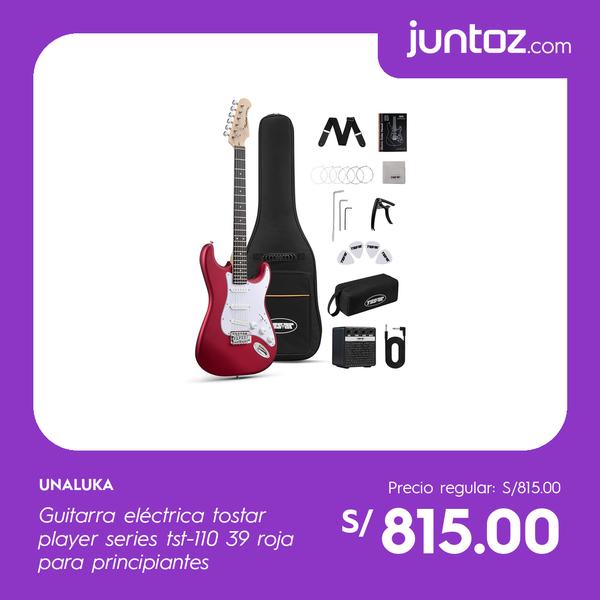 juntoz.com
UNALUKA
Guitarra eléctrica tostar
player series tst-110 39 roja
para principiantes
Precio regular: S/815.00
S/ 815.00